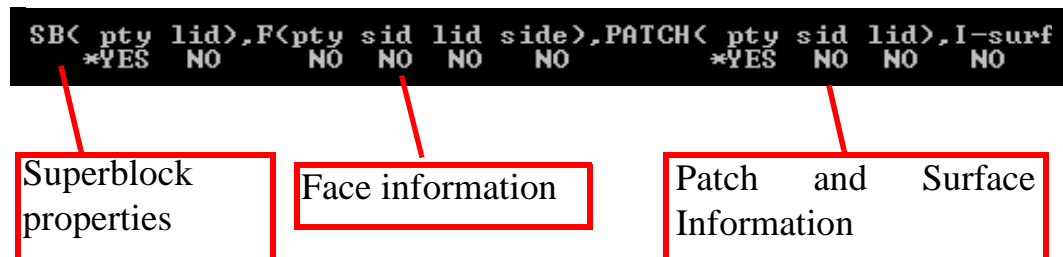 SB( pty lid),F(pty sid lid side),PATCH( pty sid lid),I-surf
*YES NO NO NO NO NO *YES NO NO NO
Superblock
properties
Face information
Patch and Surface
Information